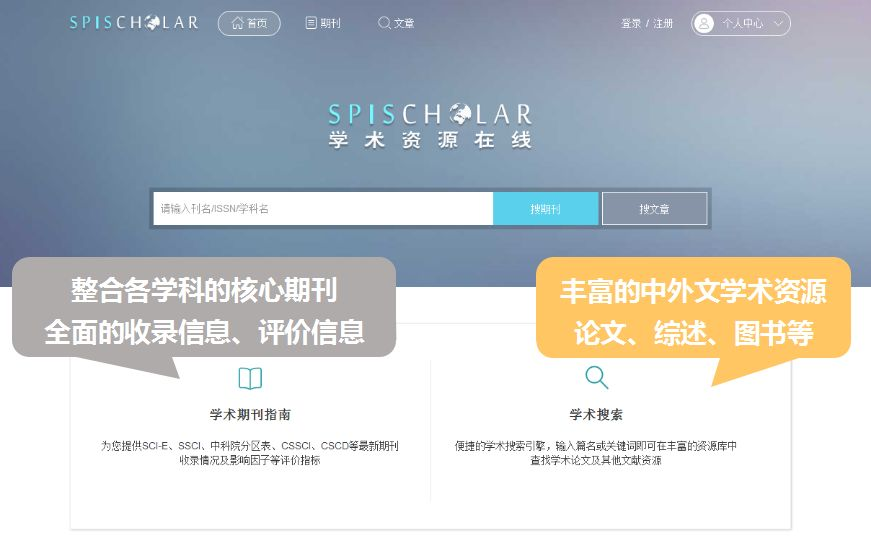 SPISCHOLAR 首页 期刊 文章 登录 / 注册 个人中心
SPISCHOLAR
学术资源在线
请输入刊名/ISSN/学科名 搜期刊 搜文章
整合各学科的核心期刊
全面的收录信息、评价信息
丰富的中外文学术资源
论文、综述、图书等
学术期刊指南
为您提供SCI-E、SSCI、中科院分区表、CSSCI、CSCD等最新期刊
收录情况及影响因子等评价指标
学术搜索
便捷的学术搜索引擎，输入篇名或关键词即可在丰富的资源库中
查找学术论文及其他文献资源